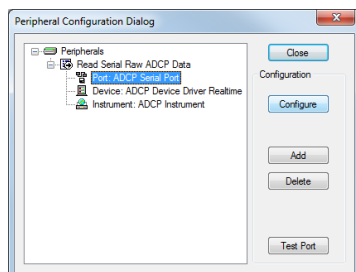 Peripheral Configuration Dialog
Peripherals
Read Serial Raw ADCP Data
Port: ADCP Serial Port
Device: ADCP Device Driver Realtime
Instrument: ADCP Instrument
Close
Configuration
Configure
Add
Delete
Test Port